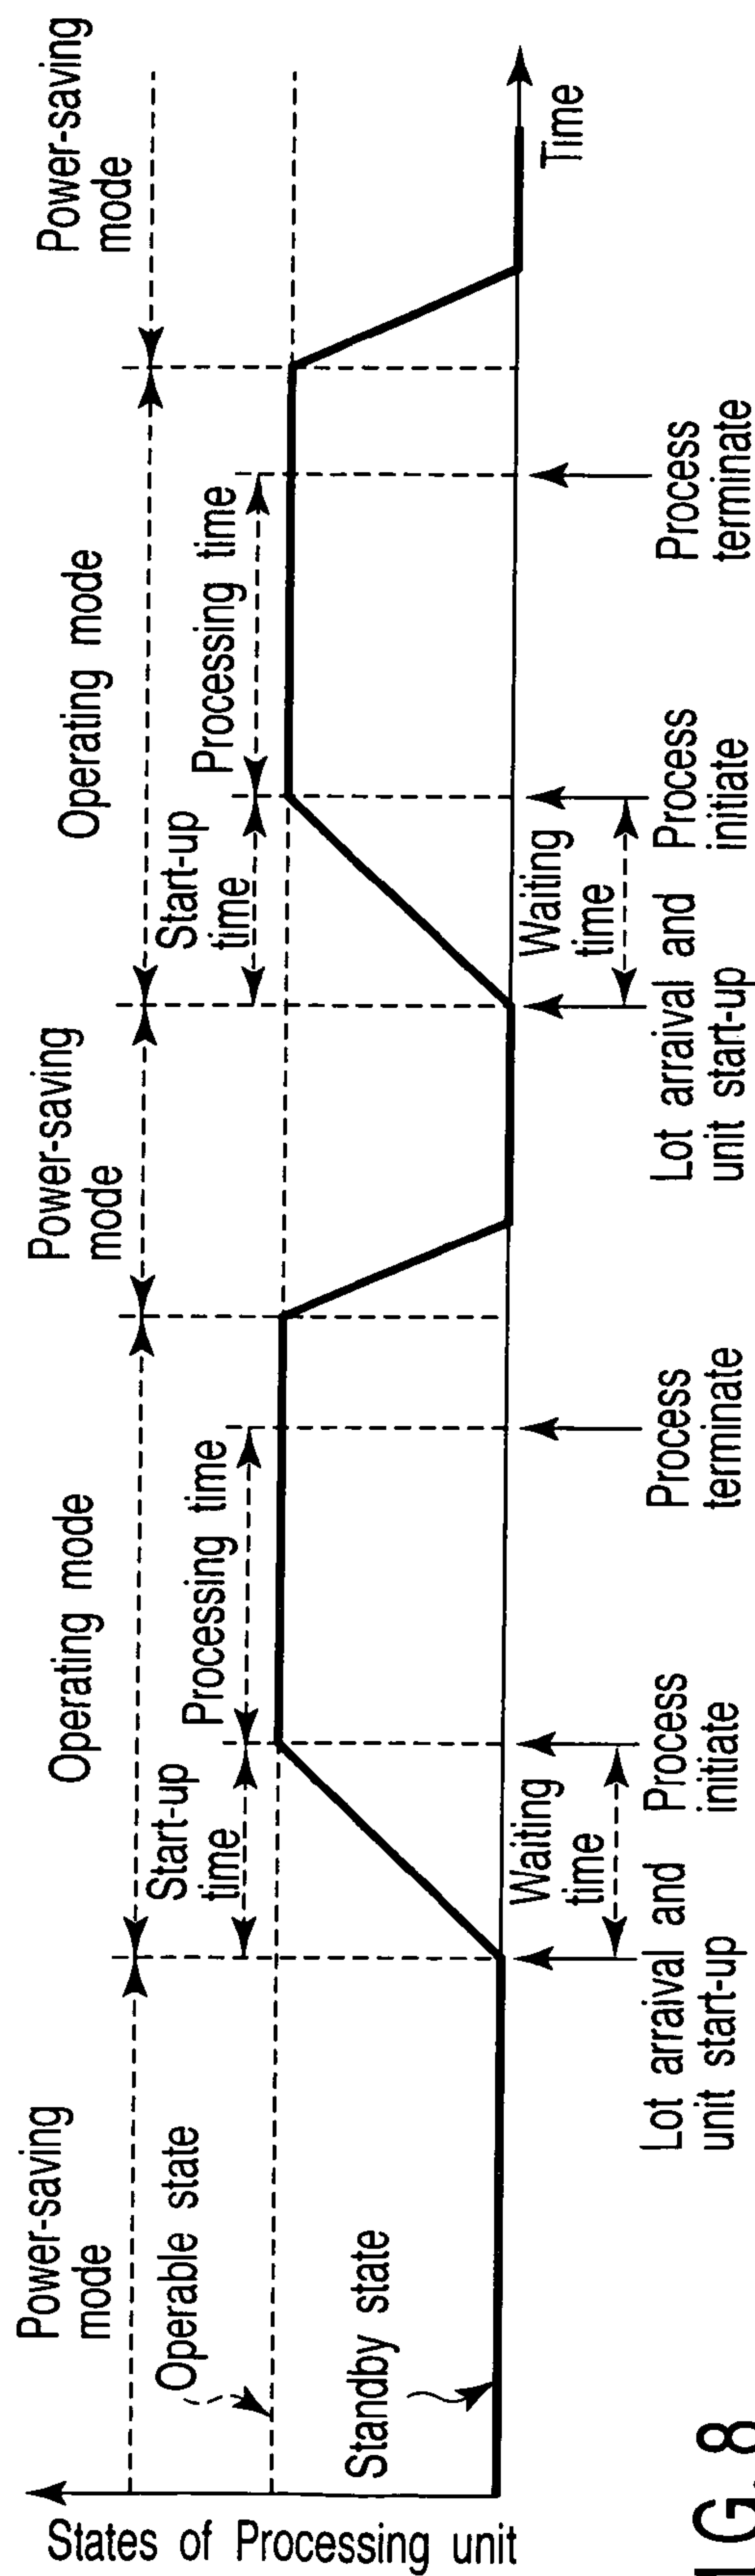 States of Processing unit
Power-saving
mode
Operating mode
Power-saving
mode
Operating mode
Power-saving
mode
Operable state
Start-up
time
Processing time
Start-up
time
Processing time
Standby state
Waiting
time
Waiting
time
Time
Lot arraival and
unit start-up
Process
initiate
Process
terminate
Lot arraival and
unit start-up
Process
initiate
Process
terminate
IG. 8